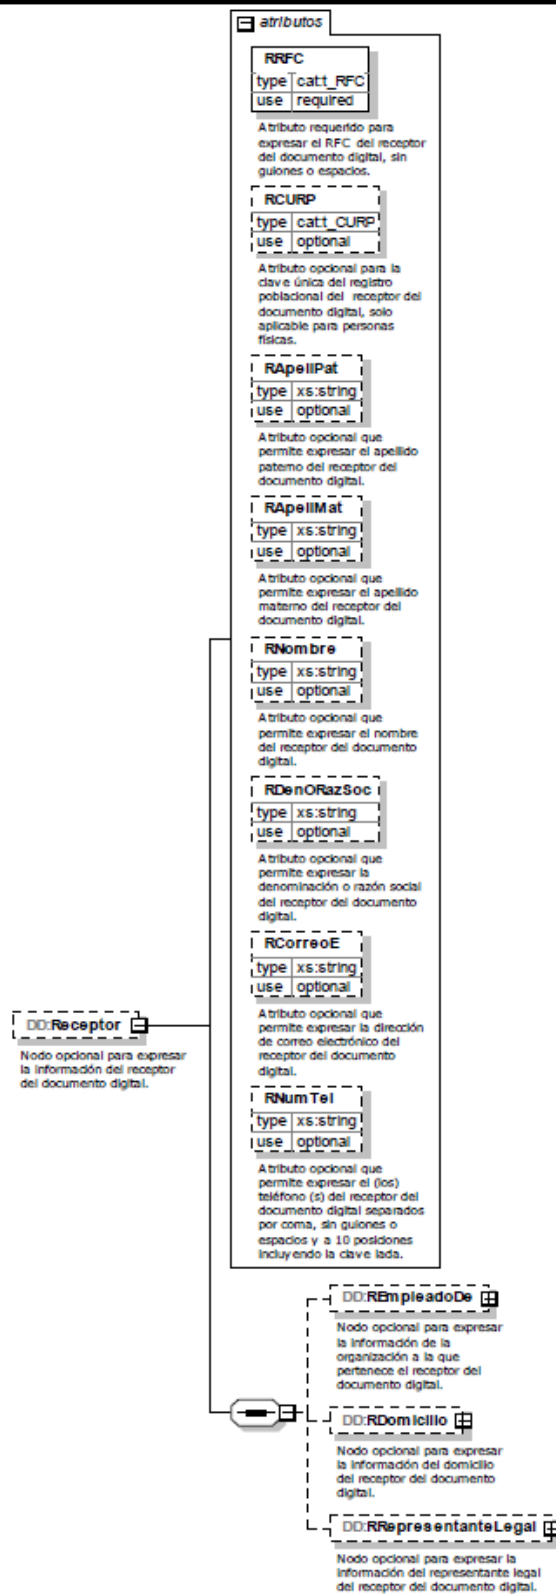 atributos
RRFC
type catt_RFC
use required
Atributo requerido para
expresar el RFC del receptor
del documento digital, sin
guiones o espacios.
RCURP
type catt_CURP
use optional
Atributo opcional para la
clave única del registro
poblacional del receptor del
documento digital, solo
aplicable para personas
físicas.
RApellPat
type xs:string
use optional
Atributo opcional que
permite expresar el apellido
paterno del receptor del
documento digital.
RApellMat
type xs:string
use optional
Atributo opcional que
permite expresar el apellido
materno del receptor del
documento digital.
RNombre
type xs:string
use optional
Atributo opcional que
permite expresar el nombre
del receptor del documento
digital.
RDenORazSoc
type xs:string
use optional
Atributo opcional que
permite expresar la
denominación o razón social
del receptor del documento
digital.
RCorreoE
type xs:string
use optional
Atributo opcional que
permite expresar la dirección
de correo electrónico del
receptor del documento
digital.
RNumTel
type xs:string
use optional
Atributo opcional que
permite expresar el (los)
teléfono (s) del receptor del
documento digital separados
por coma, sin guiones o
espacios y a 10 posiciones
incluyendo la clave lada.
DD:Receptor
Nodo opcional para expresar
la información del receptor
del documento digital.
DD:REmpleadoDe
Nodo opcional para expresar
la información de la
organización a la que
pertenece el receptor del
documento digital.
DD:RDomicilio
Nodo opcional para expresar
la información del domicilio
del receptor del documento
digital.
DD:RRepresentanteLegal
Nodo opcional para expresar la
información del representante legal
del receptor del documento digital.